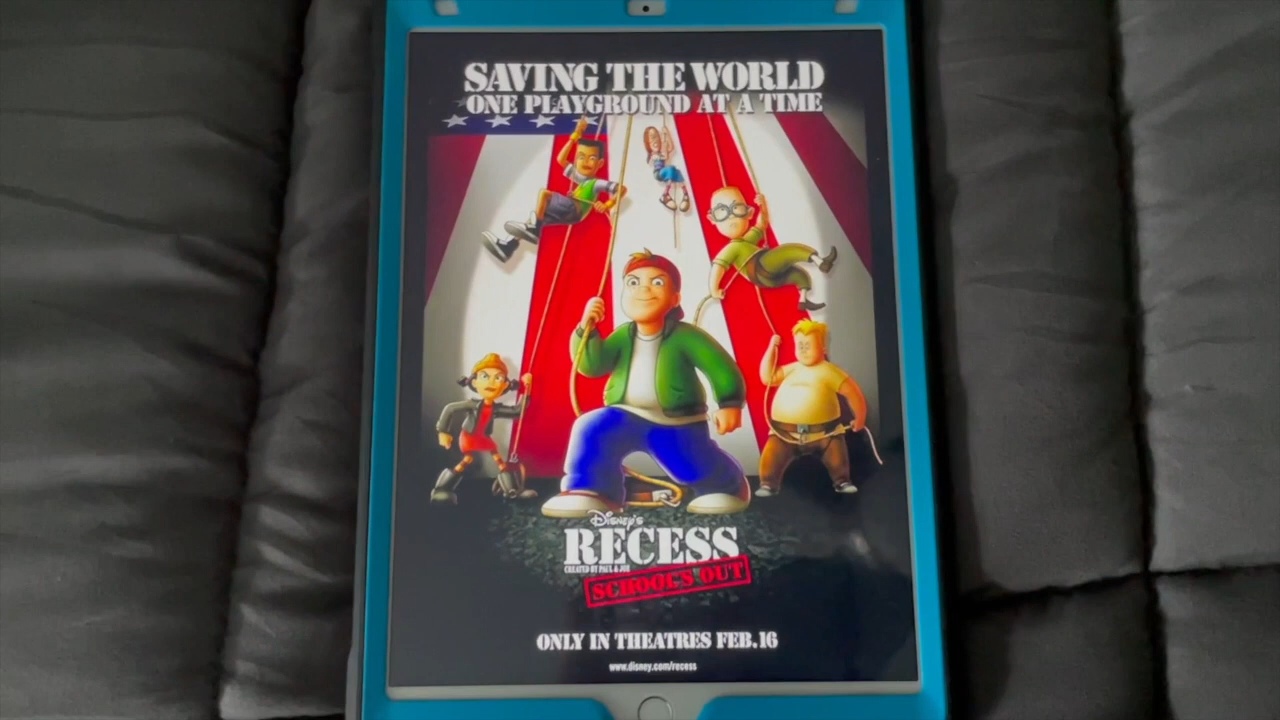 SAVING THE WORLD
ONE PLAYGROUND AT A TIME
DISNEY'S
RECESS
CREATED BY PAUL & JOE
SCHOOL'S OUT
ONLY IN THEATRES FEB.16
www.disney.com/recess